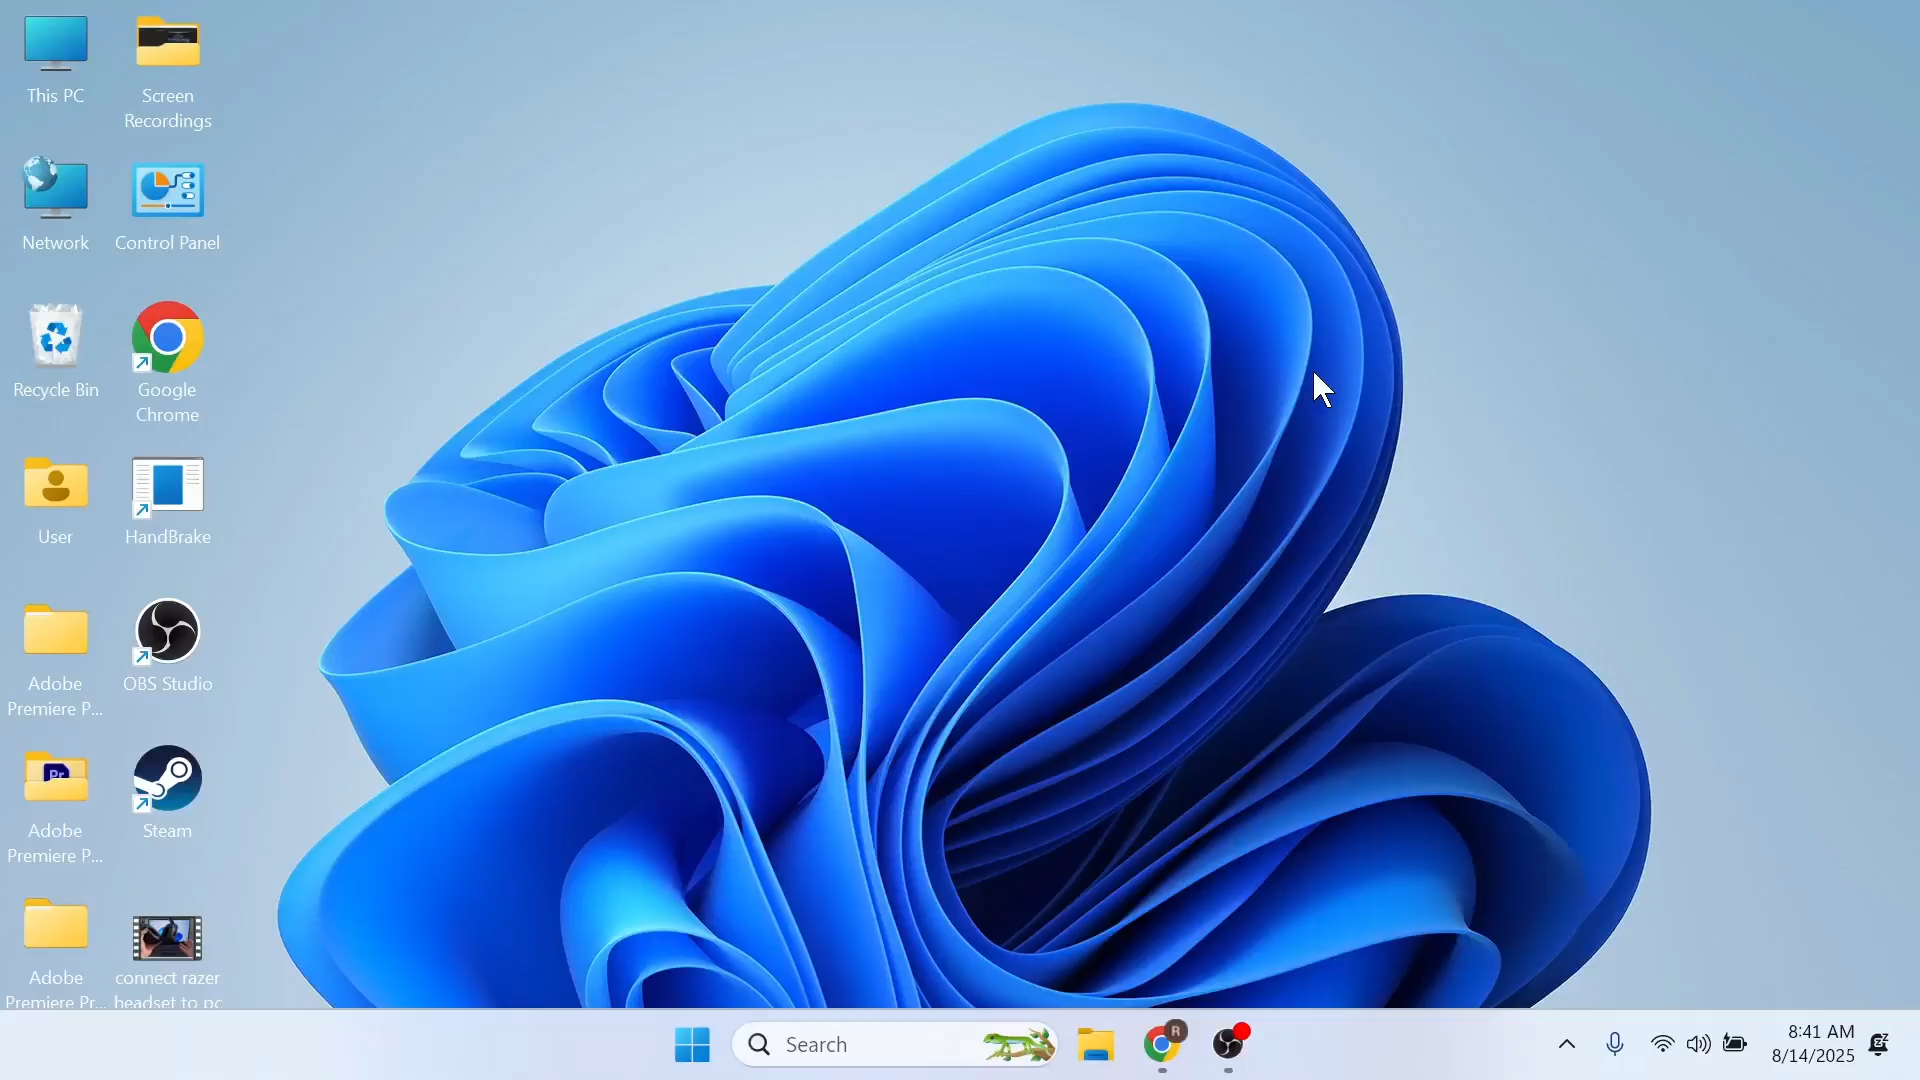 This PC
Screen
Recordings
Network
Control Panel
Recycle Bin
Google
Chrome
User
HandBrake
Adobe
Premiere P...
OBS Studio
Pr
Adobe
Premiere P...
Steam
Adobe
Premiere Pr...
connect razer
headset to pc
Search
R
8:41 AM
8/14/2025